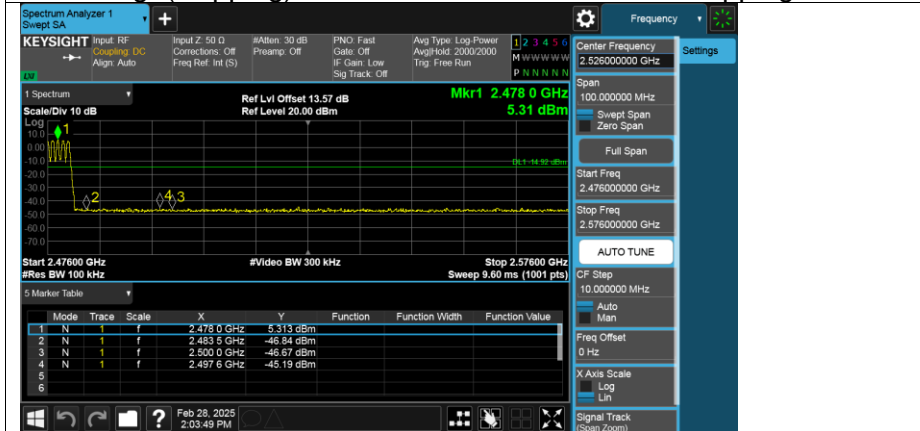 Spectrum Analyzer 1
Swept SA
Frequency
KEYSIGHT
Input: RF
Coupling: DC
Align: Auto
Input Z: 50 Ω
Corrections: Off
Freq Ref: Int (S)
#Atten: 30 dB
Preamp: Off
PNO: Fast
Gate: Off
IF Gain: Low
Sig Track: Off
Avg Type: Log-Power
Avg|Hold: 2000/2000
Trig: Free Run
1 2 3 4 5 6
M W W W W W
P N N N N N
1 Spectrum
Scale/Div 10 dB
Ref Lvl Offset 13.57 dB
Ref Level 20.00 dBm
Mkr1 2.478 0 GHz
5.31 dBm
Log
10.0
0.00
-10.0
-20.0
-30.0
-40.0
-50.0
-60.0
-70.0
1
2
4
3
DL1 -14.92 dBm
Start 2.47600 GHz
#Res BW 100 kHz
#Video BW 300 kHz
Stop 2.57600 GHz
Sweep 9.60 ms (1001 pts)
5 Marker Table
Mode Trace Scale X Y Function Function Width Function Value
1 N 1 f 2.478 0 GHz 5.313 dBm
2 N 1 f 2.483 5 GHz -46.84 dBm
3 N 1 f 2.500 0 GHz -46.67 dBm
4 N 1 f 2.497 6 GHz -45.19 dBm
5
6
Feb 28, 2025
2:03:49 PM
Center Frequency
2.526000000 GHz
Span
100.000000 MHz
Swept Span
Zero Span
Full Span
Start Freq
2.476000000 GHz
Stop Freq
2.576000000 GHz
AUTO TUNE
CF Step
10.000000 MHz
Auto
Man
Freq Offset
0 Hz
X Axis Scale
Log
Lin
Signal Track
(Span Zoom)
Settings